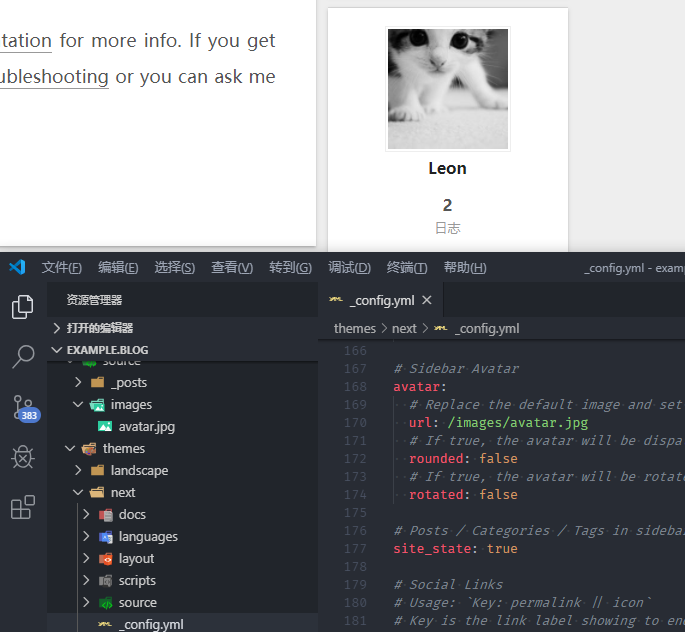 tation for more info. If you get
ubleshooting or you can ask me
Leon
2
日志
文件(F) 编辑(E) 选择(S) 查看(V) 转到(G) 调试(D) 终端(T) 帮助(H) _config.yml - examp
资源管理器
打开的编辑器
EXAMPLE.BLOG
source
_posts
images
avatar.jpg
themes
landscape
next
docs
languages
layout
scripts
source
_config.yml
383
_config.yml
themes > next > _config.yml
166
167 # Sidebar Avatar
168 avatar:
169 # Replace the default image and set
170 url: /images/avatar.jpg
171 # If true, the avatar will be dispa
172 rounded: false
173 # If true, the avatar will be rotate
174 rotated: false
175
176 # Posts / Categories / Tags in sideba
177 site_state: true
178
179 # Social Links
180 # Usage: `Key: permalink || icon`
181 # Key is the link label showing to end